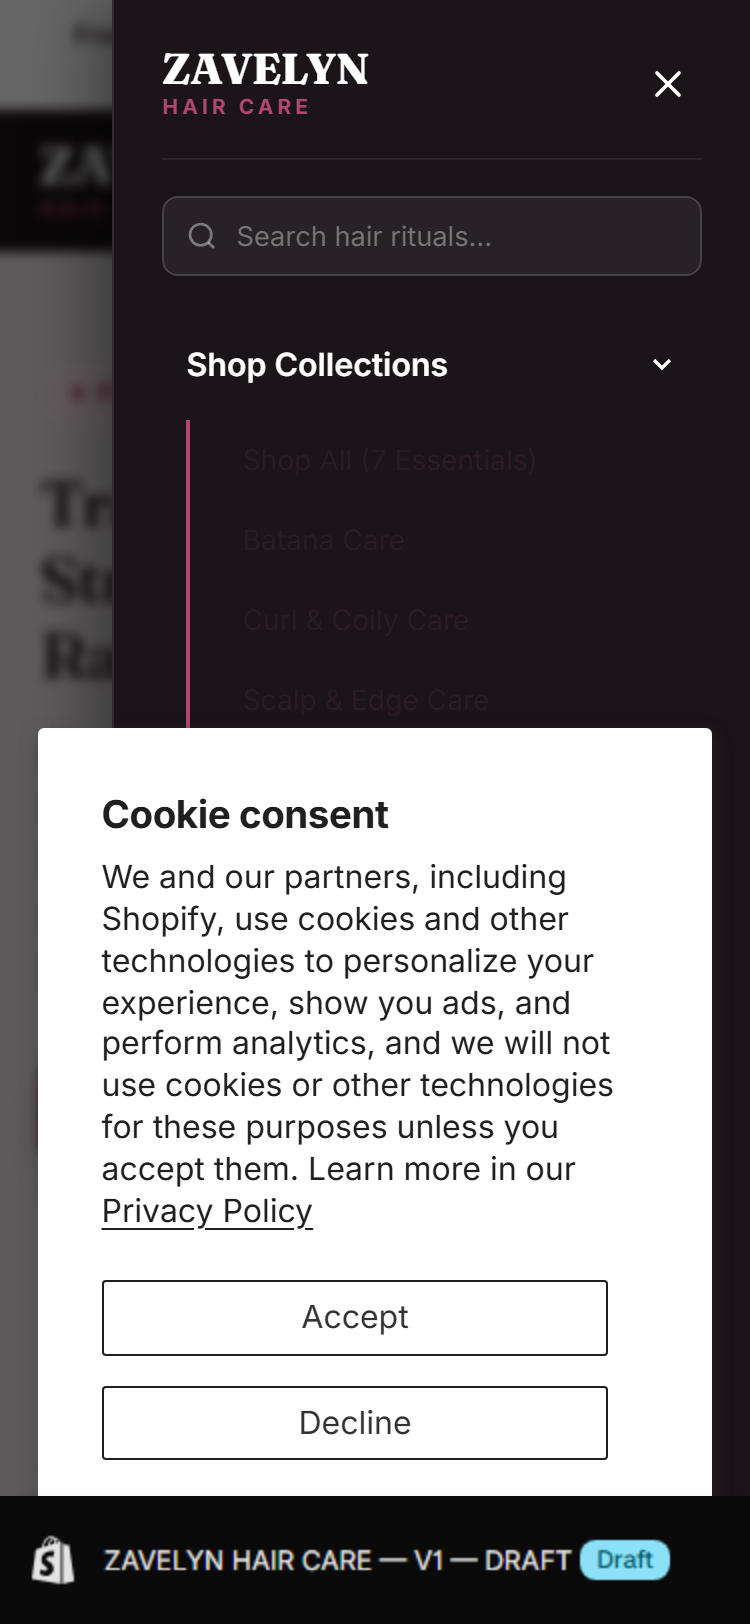 ZAVELYN
HAIR CARE
Search hair rituals...
Shop Collections
Shop All (7 Essentials)
Batana Care
Curl & Coily Care
Scalp & Edge Care
Cookie consent
We and our partners, including
Shopify, use cookies and other
technologies to personalize your
experience, show you ads, and
perform analytics, and we will not
use cookies or other technologies
for these purposes unless you
accept them. Learn more in our
Privacy Policy
Accept
Decline
ZAVELYN HAIR CARE — V1 — DRAFT Draft